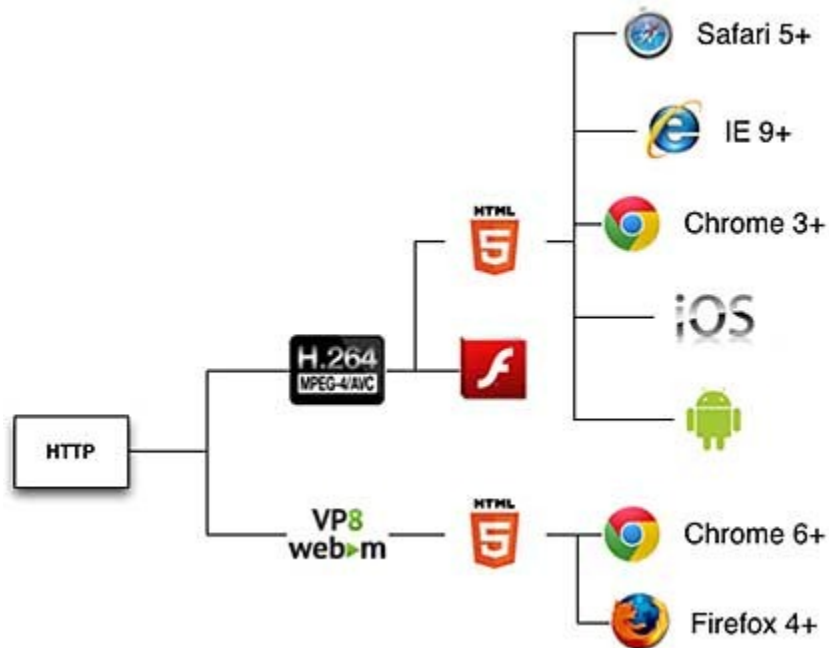 Safari 5+
IE 9+
HTML
5
Chrome 3+
iOS
H.264
MPEG-4/AVC
HTTP
VP8
web m
HTML
5
Chrome 6+
Firefox 4+